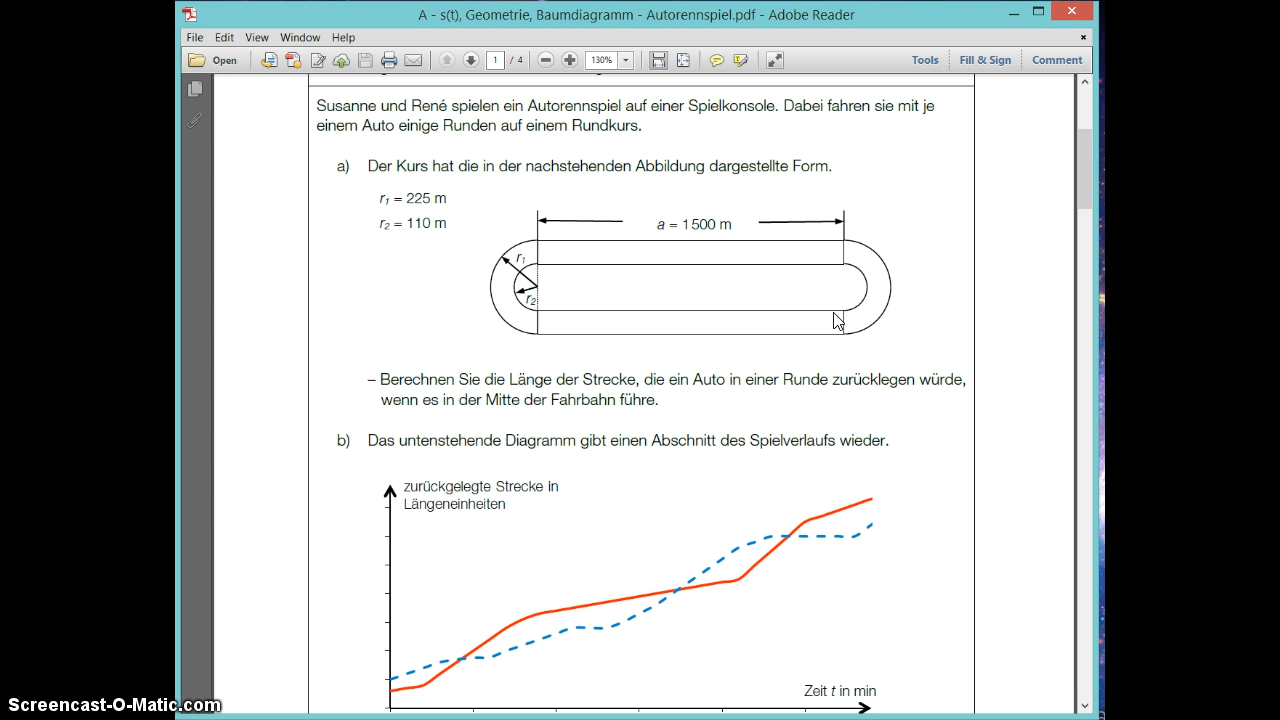 A - s(t), Geometrie, Baumdiagramm - Autorennspiel.pdf - Adobe Reader
File Edit View Window Help
Open 1 / 4 130% Tools Fill & Sign Comment
Susanne und René spielen ein Autorennspiel auf einer Spielkonsole. Dabei fahren sie mit je
einem Auto einige Runden auf einem Rundkurs.
a) Der Kurs hat die in der nachstehenden Abbildung dargestellte Form.
r1 = 225 m
r2 = 110 m
a = 1500 m
r1
r2
– Berechnen Sie die Länge der Strecke, die ein Auto in einer Runde zurücklegen würde,
wenn es in der Mitte der Fahrbahn führe.
b) Das untenstehende Diagramm gibt einen Abschnitt des Spielverlaufs wieder.
zurückgelegte Strecke in
Längeneinheiten
Zeit t in min
Screencast-O-Matic.com